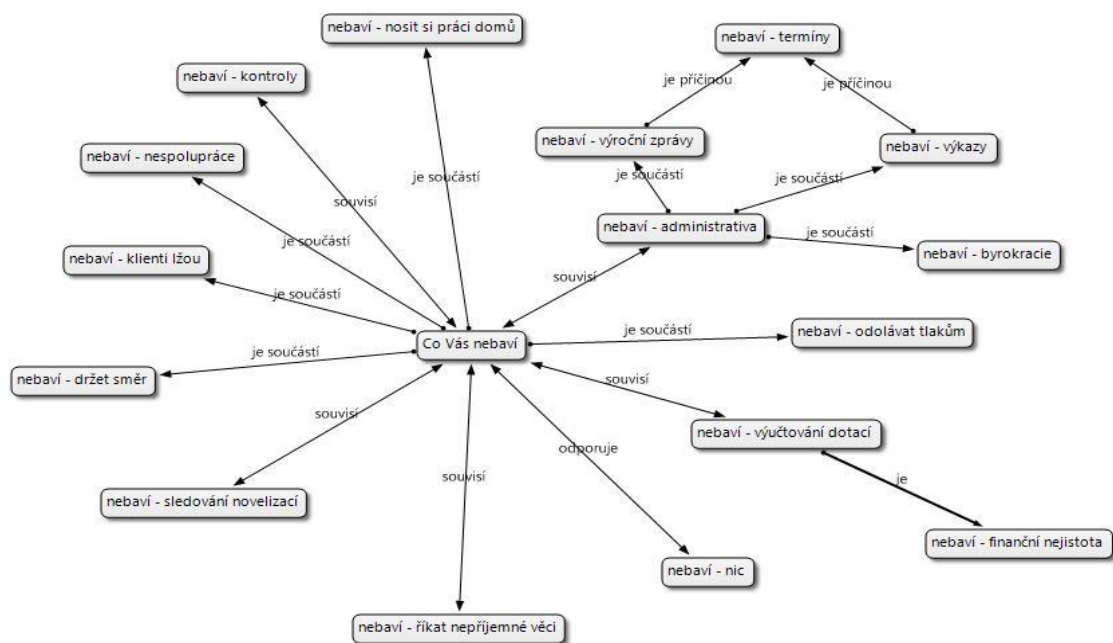 nebaví - nosit si práci domů
nebaví - termíny
nebaví - kontroly
je příčinou
je příčinou
nebaví - výroční zprávy
nebaví - výkazy
nebaví - nespolupráce
je součástí
je součástí
je součástí
souvisí
nebaví - administrativa
je součástí
je součástí
nebaví - byrokracie
nebaví - klienti lžou
souvisí
je součástí
nebaví - odolávat tlakům
je součástí
Co Vás nebaví
je součástí
nebaví - držet směr
souvisí
souvisí
nebaví - výučtování dotací
odporuje
souvisí
je
nebaví - sledování novelizací
nebaví - finanční nejistota
nebaví - nic
nebaví - říkat nepříjemné věci